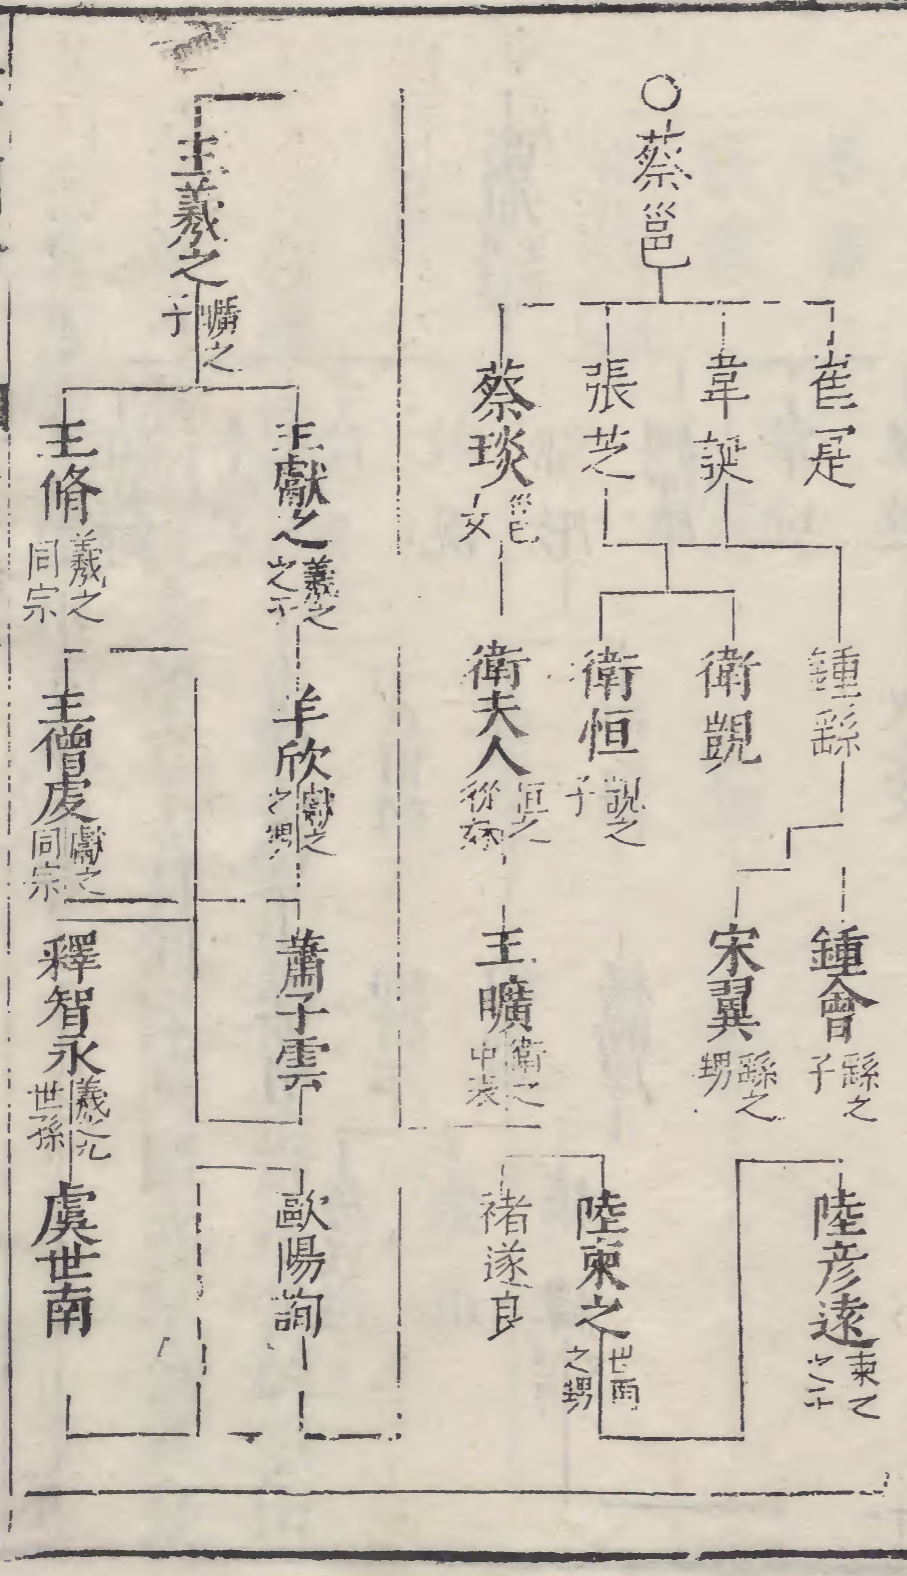 蔡邕
崔寔
韋誕
張芝
蔡琰 邕女
鍾繇
衛覬
衛恒 覬之子
衛夫人 恒之從妹
鍾會 繇之子
宋翼 繇之甥
王曠 衛之中表
陸彦遠 柬之之子
陸柬之 世南之甥
禇遂良
王羲之 曠之子
王獻之 羲之之子
王脩 羲之同宗
羊欣 獻之之甥
王僧虔 獻之同宗
蕭子雲
釋智永 羲之九世孫
歐陽詢
虞世南